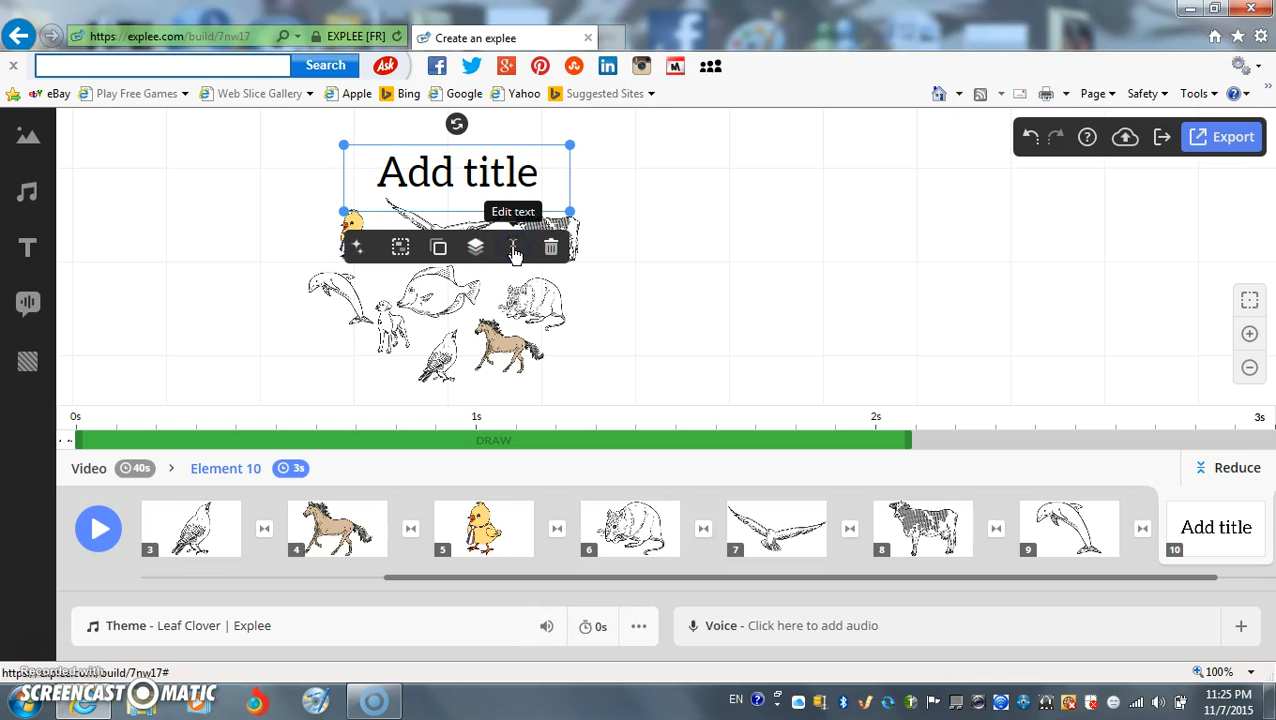 https://explee.com/build/7nw17
EXPLEE [FR]
Create an explee
Search
Ask
eBay
Play Free Games
Web Slice Gallery
Apple
Bing
Google
Yahoo
Suggested Sites
Page
Safety
Tools
Export
Add title
Edit text
T
0s
1s
2s
3s
DRAW
Video
40s
Element 10
3s
Reduce
3
4
5
6
7
8
9
Add title
10
Theme - Leaf Clover | Explee
0s
Voice - Click here to add audio
https://explee.com/build/7nw17#
100%
Recorded with
SCREENCAST-O-MATIC
EN
11:25 PM
11/7/2015